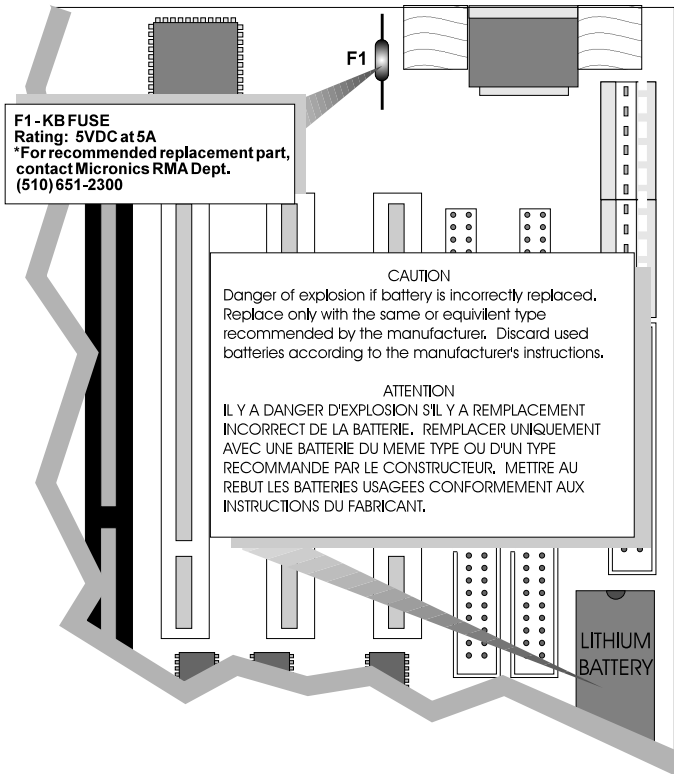 F1
F1 - KB FUSE
Rating: 5VDC at 5A
*For recommended replacement part,
contact Micronics RMA Dept.
(510) 651-2300
CAUTION
Danger of explosion if battery is incorrectly replaced.
Replace only with the same or equivilent type
recommended by the manufacturer. Discard used
batteries according to the manufacturer's instructions.
ATTENTION
IL Y A DANGER D'EXPLOSION S'IL Y A REMPLACEMENT
INCORRECT DE LA BATTERIE. REMPLACER UNIQUEMENT
AVEC UNE BATTERIE DU MEME TYPE OU D'UN TYPE
RECOMMANDE PAR LE CONSTRUCTEUR. METTRE AU
REBUT LES BATTERIES USAGEES CONFORMEMENT AUX
INSTRUCTIONS DU FABRICANT.
LITHIUM
BATTERY